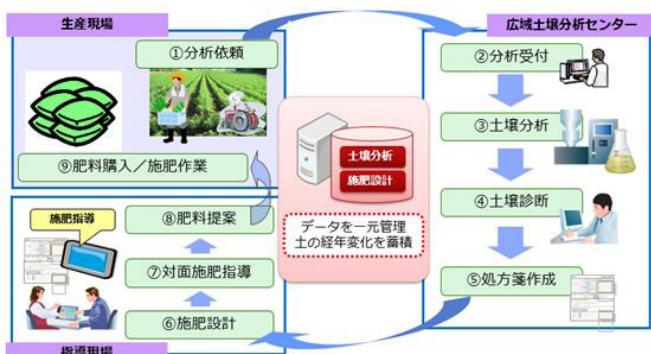 生産現場
①分析依頼
⑨肥料購入／施肥作業
広域土壌分析センター
②分析受付
③土壌分析
④土壌診断
⑤処方箋作成
土壌分析
施肥設計
データを一元管理
土の経年変化を蓄積
施肥指導
⑧肥料提案
⑦対面施肥指導
⑥施肥設計
指導現場